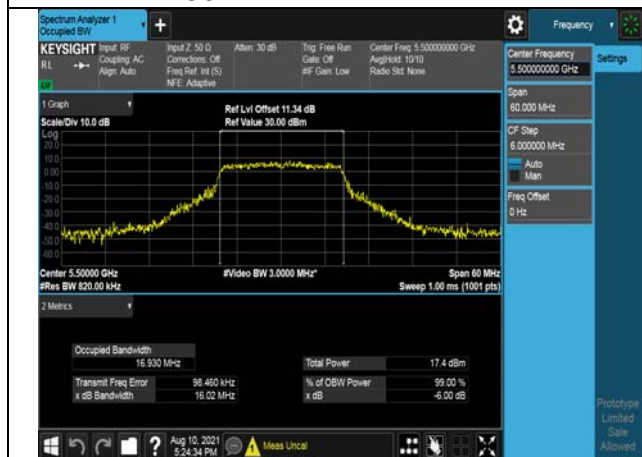 Spectrum Analyzer 1
Occupied BW
Frequency
KEYSIGHT
RL
Input: RF
Coupling: AC
Align: Auto
Input Z: 50 Ω
Corrections: Off
Freq Ref: Int (S)
NFE: Adaptive
Atten: 30 dB
Trig: Free Run
Gate: Off
#IF Gain: Low
Center Freq: 5.500000000 GHz
Avg|Hold: 10/10
Radio Std: None
Center Frequency
5.500000000 GHz
Settings
Span
60.000 MHz
CF Step
6.000000 MHz
Auto
Man
Freq Offset
0 Hz
1 Graph
Scale/Div 10.0 dB
Ref Lvl Offset 11.34 dB
Ref Value 30.00 dBm
Log
20.0
10.0
0.00
-10.0
-20.0
-30.0
-40.0
-50.0
-60.0
Center 5.50000 GHz
#Res BW 820.00 kHz
#Video BW 3.0000 MHz*
Span 60 MHz
Sweep 1.00 ms (1001 pts)
2 Metrics
Occupied Bandwidth
16.930 MHz
Total Power 17.4 dBm
Transmit Freq Error 98.460 kHz
% of OBW Power 99.00 %
x dB Bandwidth 16.02 MHz
x dB -6.00 dB
Prototype
Limited
Sale
Allowed
Aug 10, 2021
5:24:34 PM
Meas Uncal